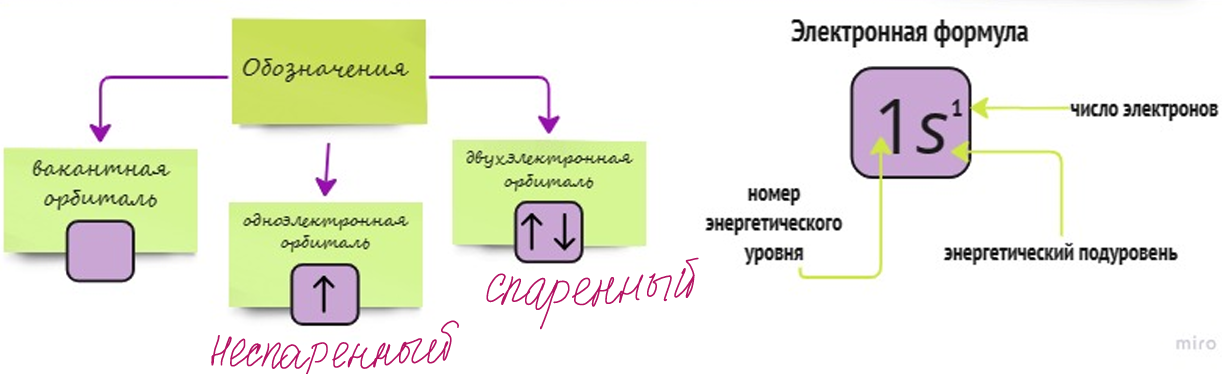 Обозначения
вакантная
орбиталь
одноэлектронная
орбиталь
↑
неспаренный
двухэлектронная
орбиталь
↑↓
спаренный
Электронная формула
1s¹
число электронов
номер
энергетического
уровня
энергетический подуровень
miro